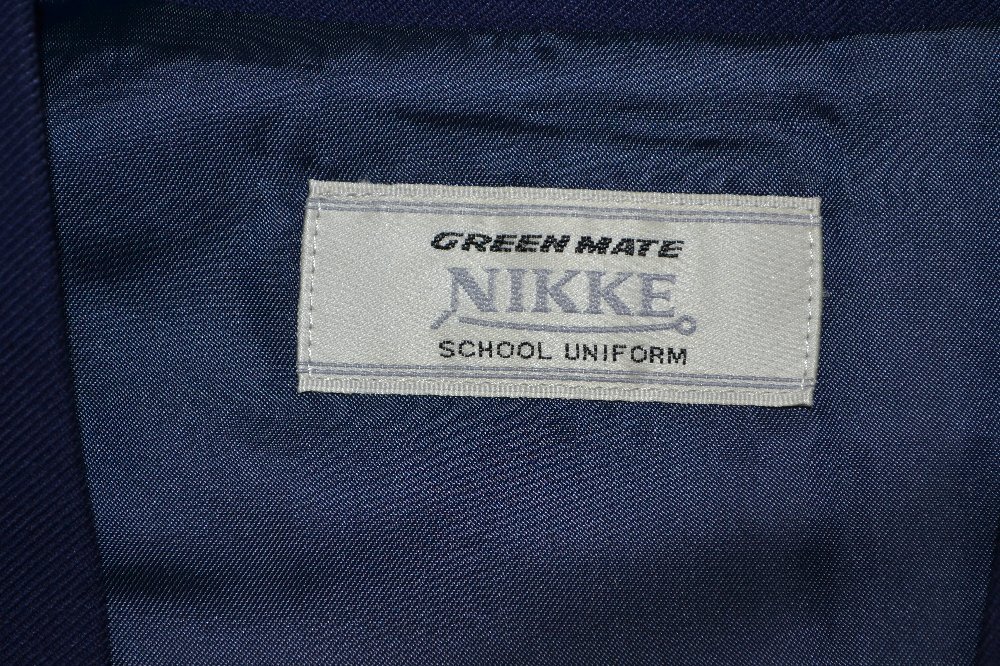 GREEN MATE
NIKKE
SCHOOL UNIFORM